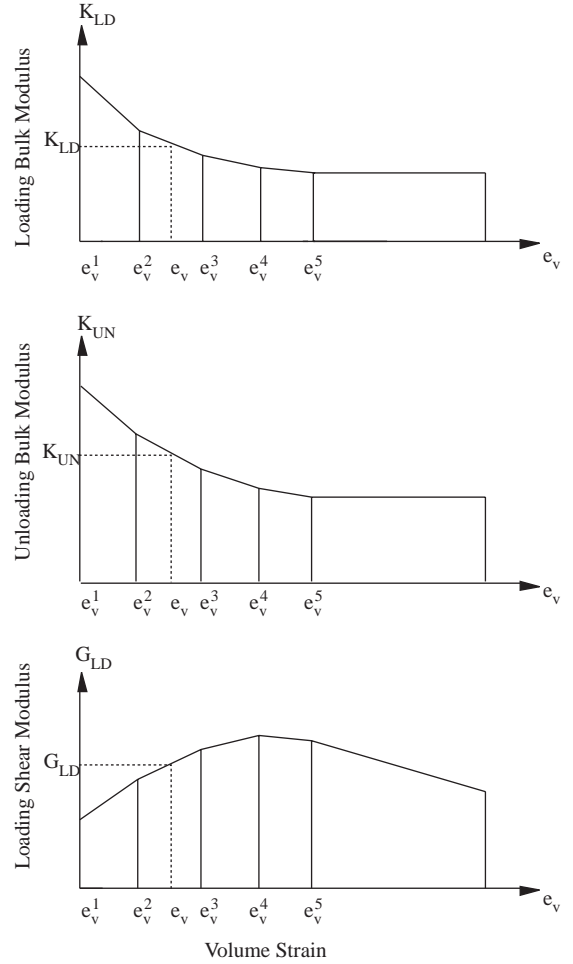 K_LD
Loading Bulk Modulus
K_LD
e_v^1 e_v^2 e_v e_v^3 e_v^4 e_v^5 e_v
K_UN
Unloading Bulk Modulus
K_UN
e_v^1 e_v^2 e_v e_v^3 e_v^4 e_v^5 e_v
G_LD
Loading Shear Modulus
G_LD
e_v^1 e_v^2 e_v e_v^3 e_v^4 e_v^5 e_v
Volume Strain